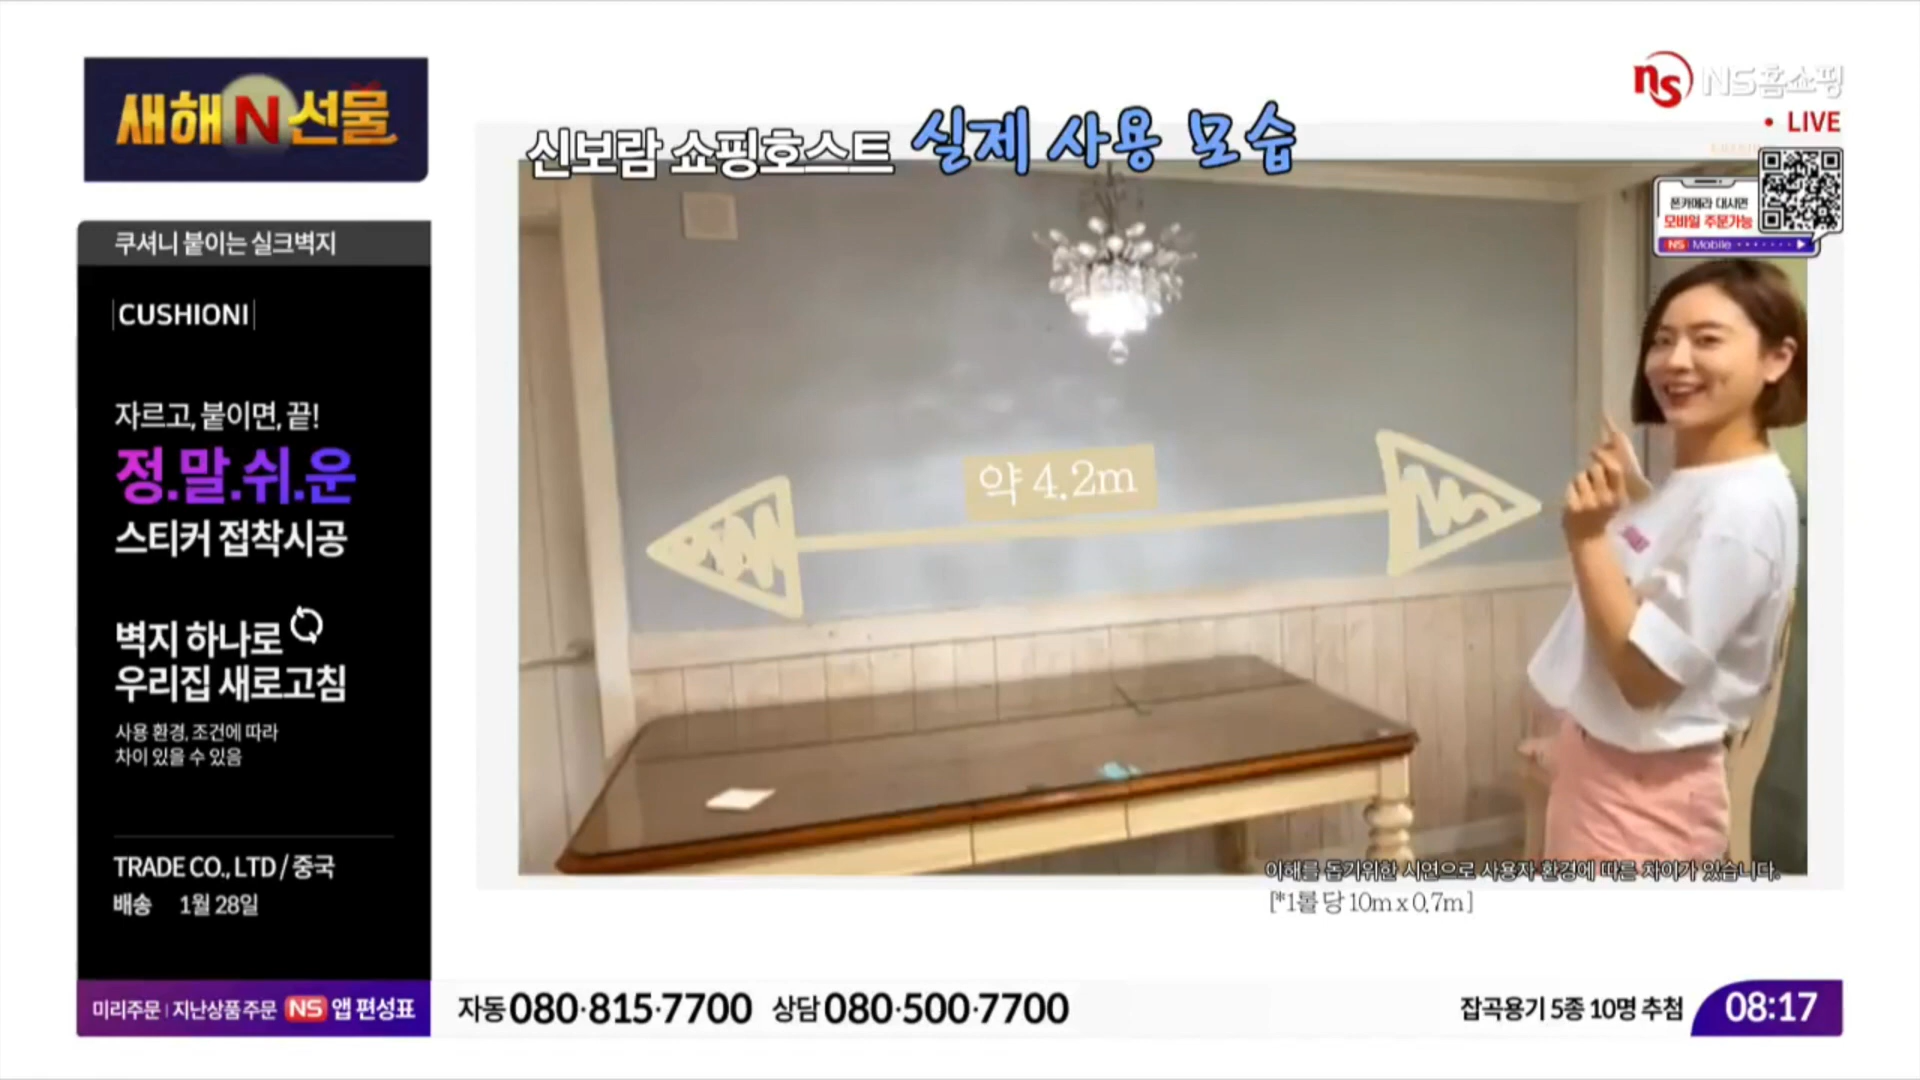 새해 N 선물
쿠셔니 붙이는 실크벽지
CUSHIONI
자르고, 붙이면, 끝!
정.말.쉬.운
스티커 접착시공
벽지 하나로
우리집 새로고침
사용 환경, 조건에 따라
차이 있을 수 있음
TRADE CO., LTD / 중국
배송 1월 28일
신보람 쇼핑호스트 실제 사용 모습
약 4.2m
ns NS홈쇼핑
• LIVE
폰카메라 대시면
모바일 주문가능
NS Mobile
이해를 돕기위한 시연으로 사용자 환경에 따른 차이가 있습니다.
[*1롤 당 10m x 0.7m]
미리주문 | 지난상품 주문 NS 앱 편성표
자동 080·815·7700 상담 080·500·7700
잡곡용기 5종 10명 추첨
08:17